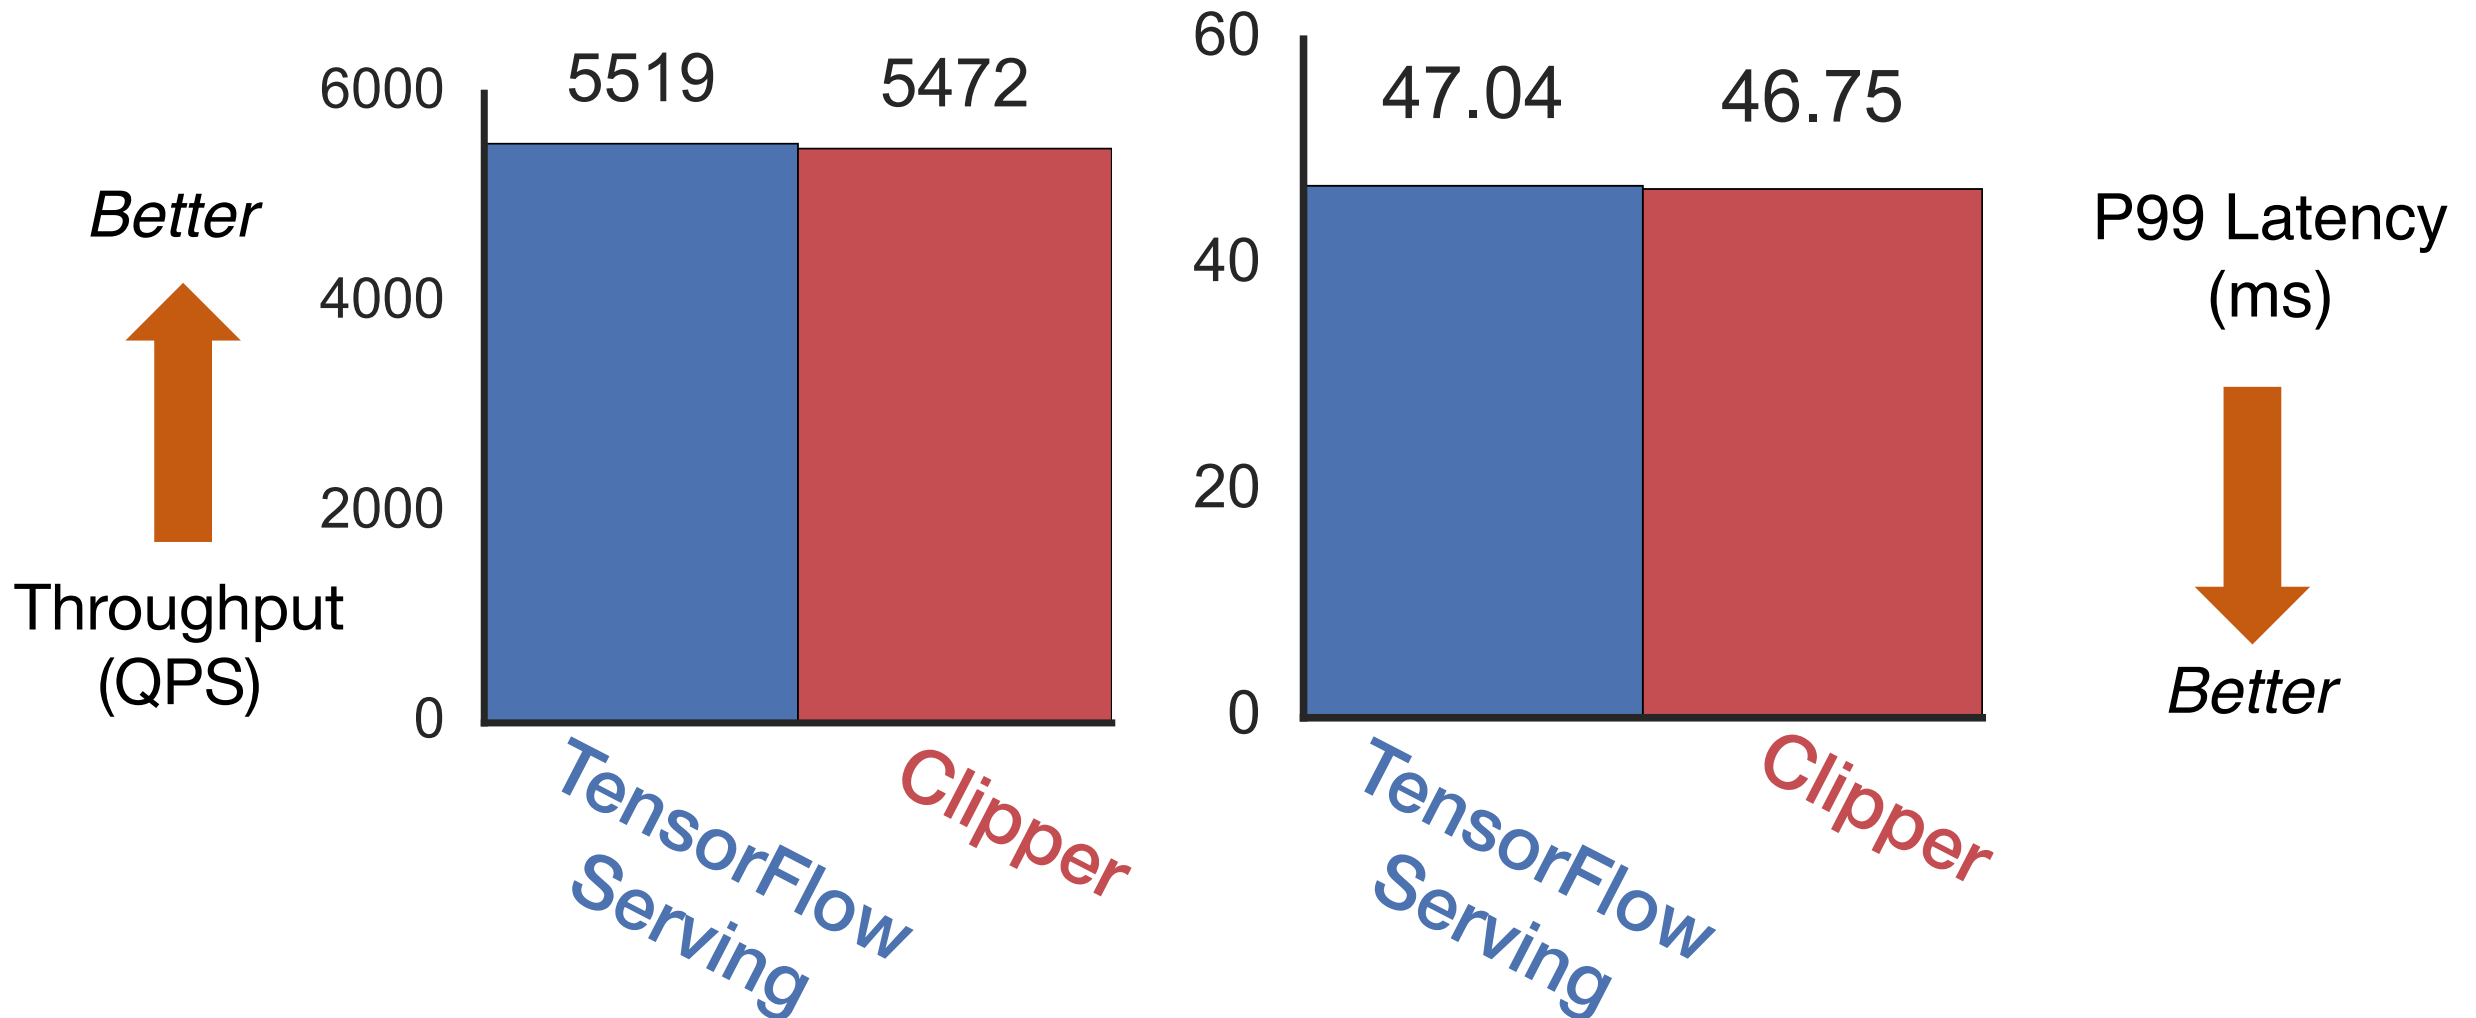 Better
Throughput
(QPS)
6000
4000
2000
0
5519
5472
TensorFlow
Serving
Clipper
60
40
20
0
47.04
46.75
TensorFlow
Serving
Clipper
P99 Latency
(ms)
Better